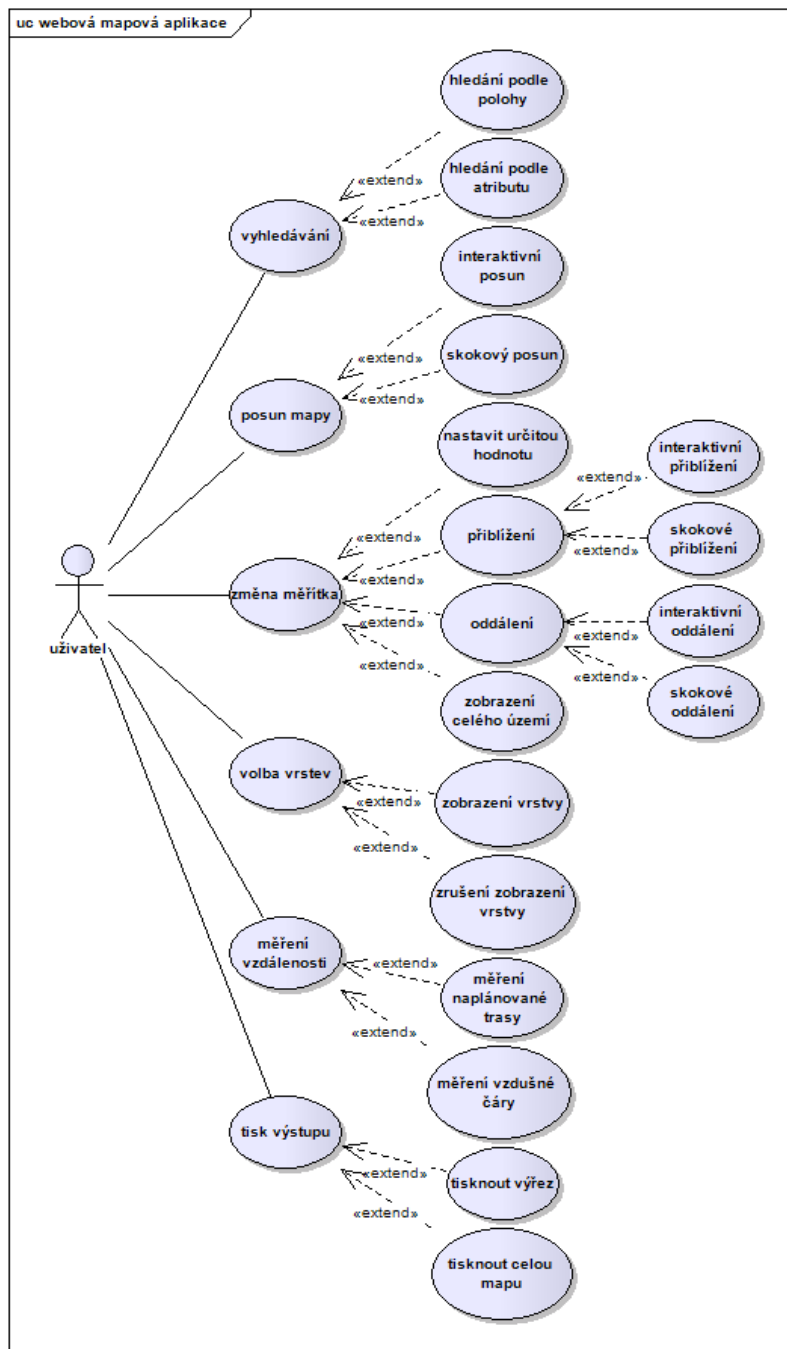 uc webová mapová aplikace
hledání podle
polohy
«extend»
hledání podle
atributu
«extend»
vyhledávání
interaktivní
posun
«extend»
skokový posun
«extend»
posun mapy
nastavit určitou
hodnotu
interaktivní
přiblížení
«extend»
«extend»
přiblížení
skokové
přiblížení
«extend»
«extend»
změna měřítka
uživatel
oddálení
«extend»
interaktivní
oddálení
«extend»
«extend»
skokové
oddálení
«extend»
zobrazení
celého území
volba vrstev
«extend»
zobrazení vrstvy
«extend»
zrušení zobrazení
vrstvy
měření
vzdálenosti
«extend»
měření
naplánované
trasy
«extend»
měření vzdušné
čáry
tisk výstupu
«extend»
tisknout výřez
«extend»
tisknout celou
mapu